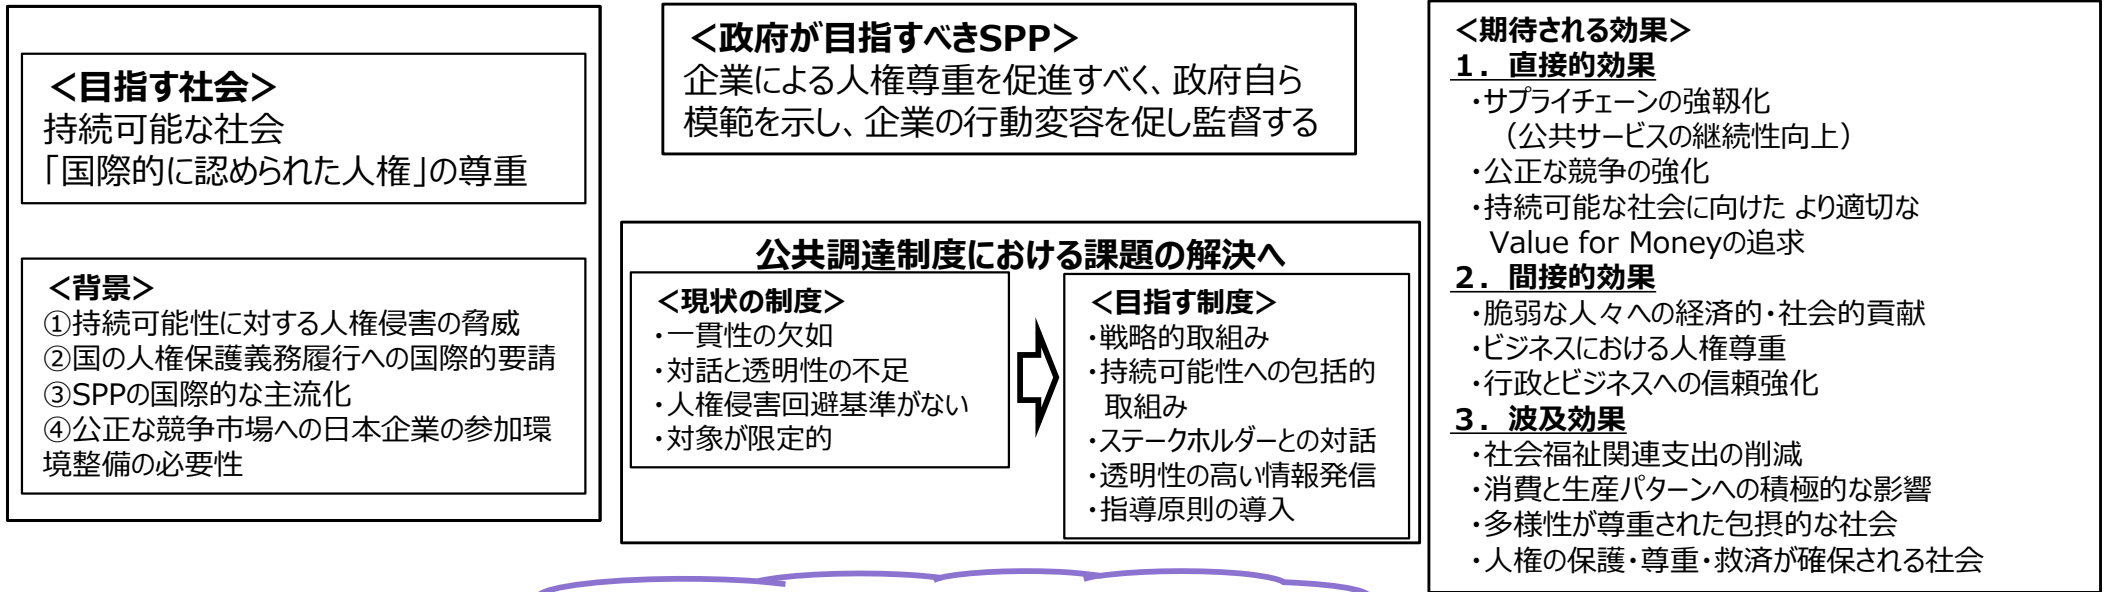 <目指す社会>
持続可能な社会
「国際的に認められた人権」の尊重
<背景>
①持続可能性に対する人権侵害の脅威
②国の人権保護義務履行への国際的要請
③SPPの国際的な主流化
④公正な競争市場への日本企業の参加環
境整備の必要性
<政府が目指すべきSPP>
企業による人権尊重を促進すべく、政府自ら
模範を示し、企業の行動変容を促し監督する
公共調達制度における課題の解決へ
<現状の制度>
・一貫性の欠如
・対話と透明性の不足
・人権侵害回避基準がない
・対象が限定的
<目指す制度>
・戦略的取組み
・持続可能性への包括的
取組み
・ステークホルダーとの対話
・透明性の高い情報発信
・指導原則の導入
<期待される効果>
1．直接的効果
・サプライチェーンの強靱化
（公共サービスの継続性向上）
・公正な競争の強化
・持続可能な社会に向けた より適切な
Value for Moneyの追求
2．間接的効果
・脆弱な人々への経済的・社会的貢献
・ビジネスにおける人権尊重
・行政とビジネスへの信頼強化
3．波及効果
・社会福祉関連支出の削減
・消費と生産パターンへの積極的な影響
・多様性が尊重された包摂的な社会
・人権の保護・尊重・救済が確保される社会